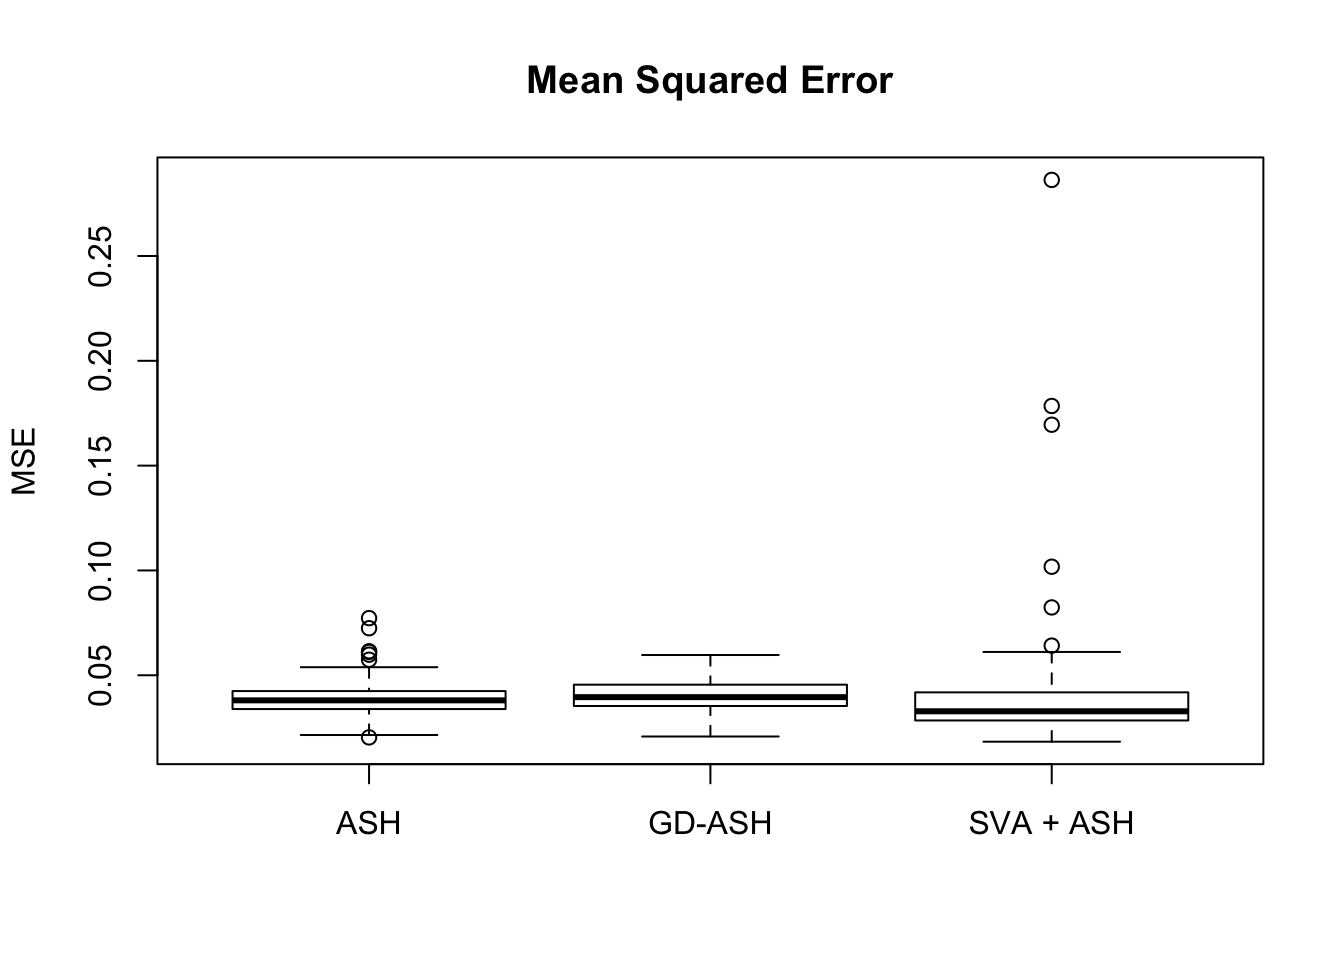 Mean Squared Error
MSE
0.25
0.20
0.15
0.10
0.05
ASH
GD-ASH
SVA + ASH